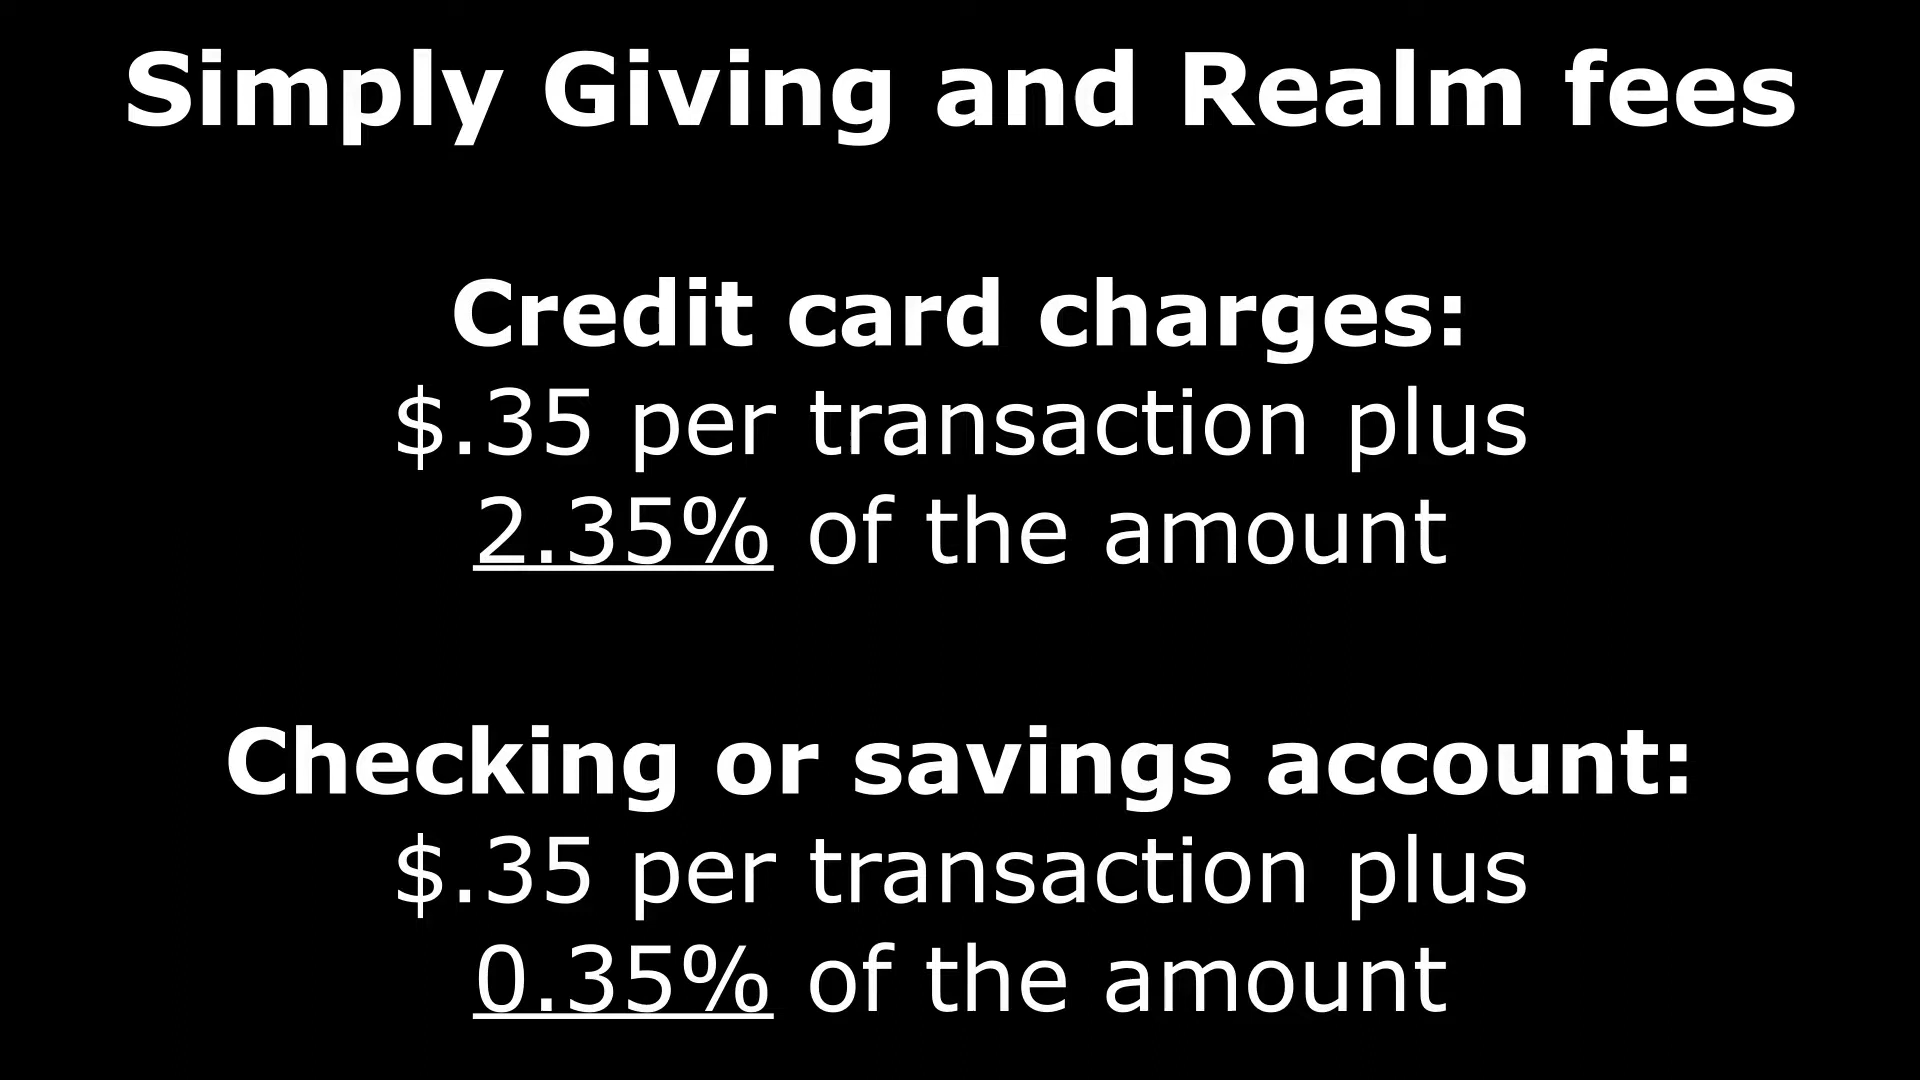 Simply Giving and Realm fees
Credit card charges:
$.35 per transaction plus
2.35% of the amount
Checking or savings account:
$.35 per transaction plus
0.35% of the amount